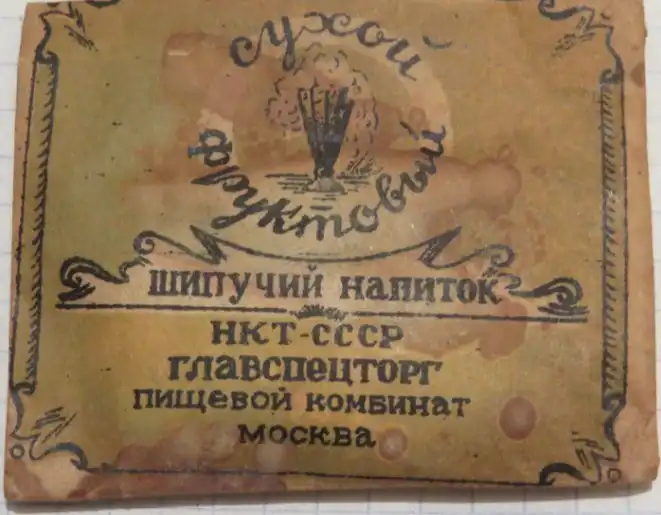 сухой
фруктовый
шипучий напиток
НКТ-СССР
ГЛАВСПЕЦТОРГ
ПИЩЕВОЙ КОМБИНАТ
МОСКВА